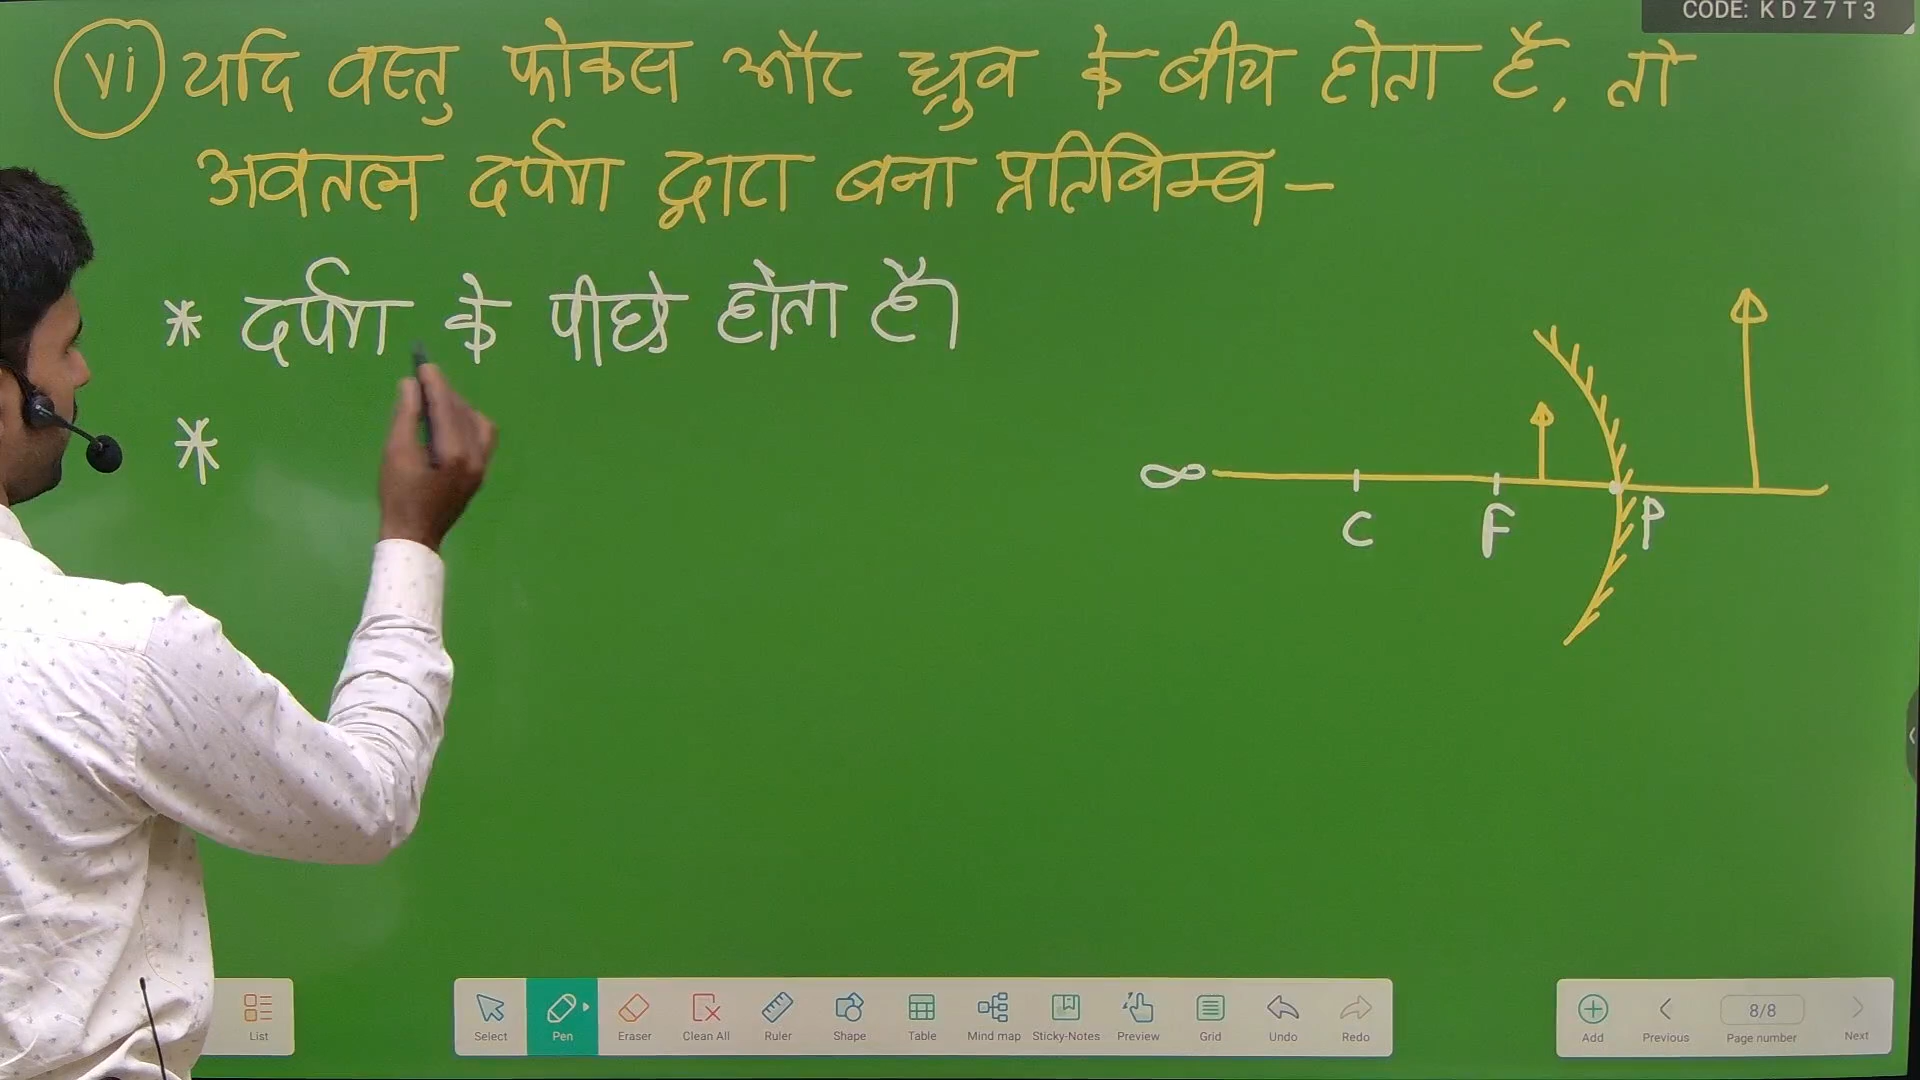 CODE: KDZ7T3
(vi) यदि वस्तु फोकस और ध्रुव के बीच होता है, तो
अवतल दर्पण द्वारा बना प्रतिबिम्ब –
* दर्पण के पीछे होता है।
*
∞ C F P
List
Select Pen Eraser Clean All Ruler Shape Table Mind map Sticky-Notes Preview Grid Undo Redo
Add Previous 8/8 Page number Next